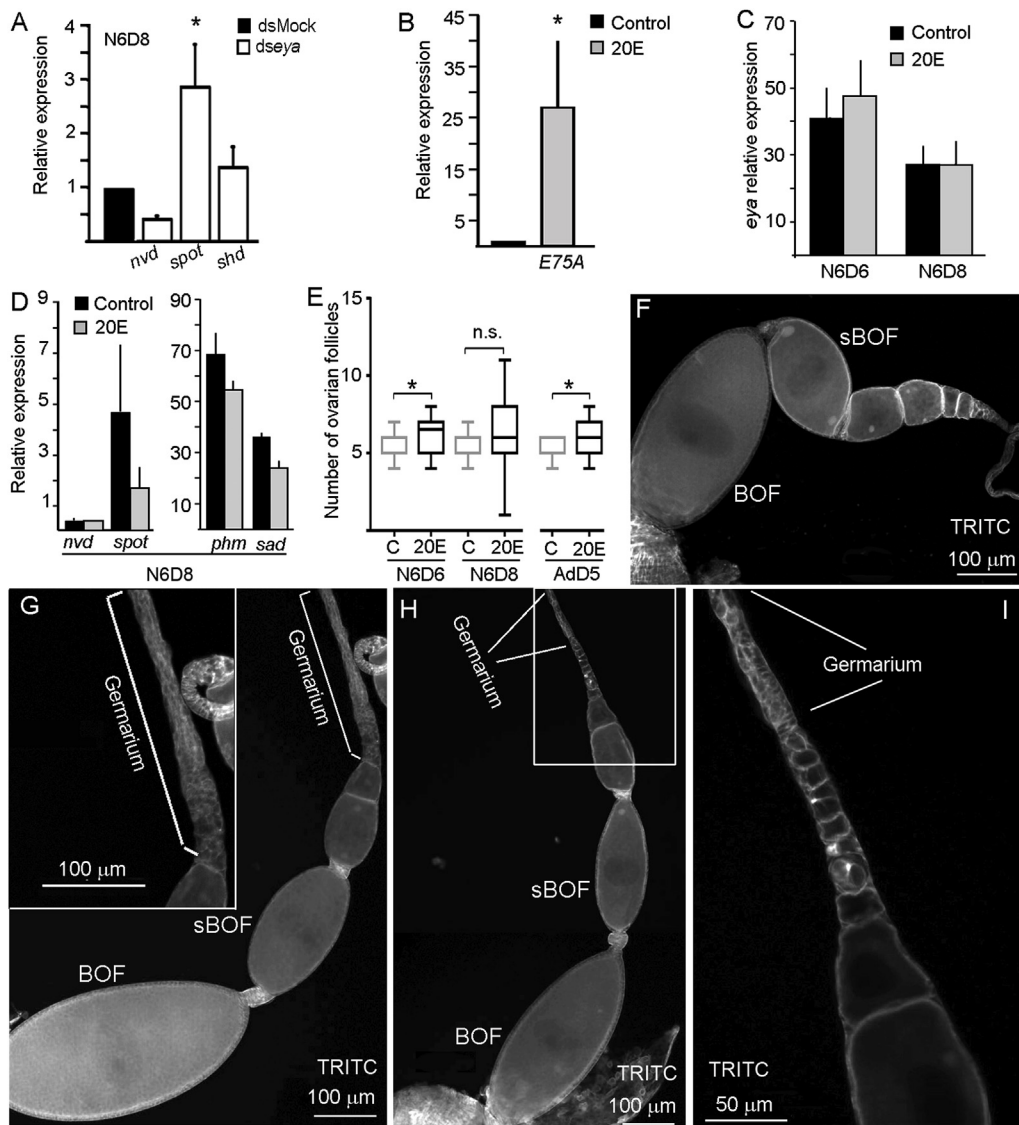 A
N6D8
dsMock
dseya
Relative expression
4
3
2
1
*
nvd
spot
shd
B
Control
20E
Relative expression
45
35
25
15
5
*
E75A
C
Control
20E
eya relative expression
70
50
30
10
N6D6
N6D8
D
Control
20E
Relative expression
9
7
5
3
1
nvd
spot
90
70
50
30
10
phm
sad
N6D8
E
Number of ovarian follicles
15
10
5
*
n.s.
*
C
20E
C
20E
C
20E
N6D6
N6D8
AdD5
F
sBOF
BOF
TRITC
100 µm
G
Germarium
100 µm
Germarium
sBOF
BOF
TRITC
100 µm
H
Germarium
sBOF
BOF
TRITC
100 µm
I
Germarium
TRITC
50 µm